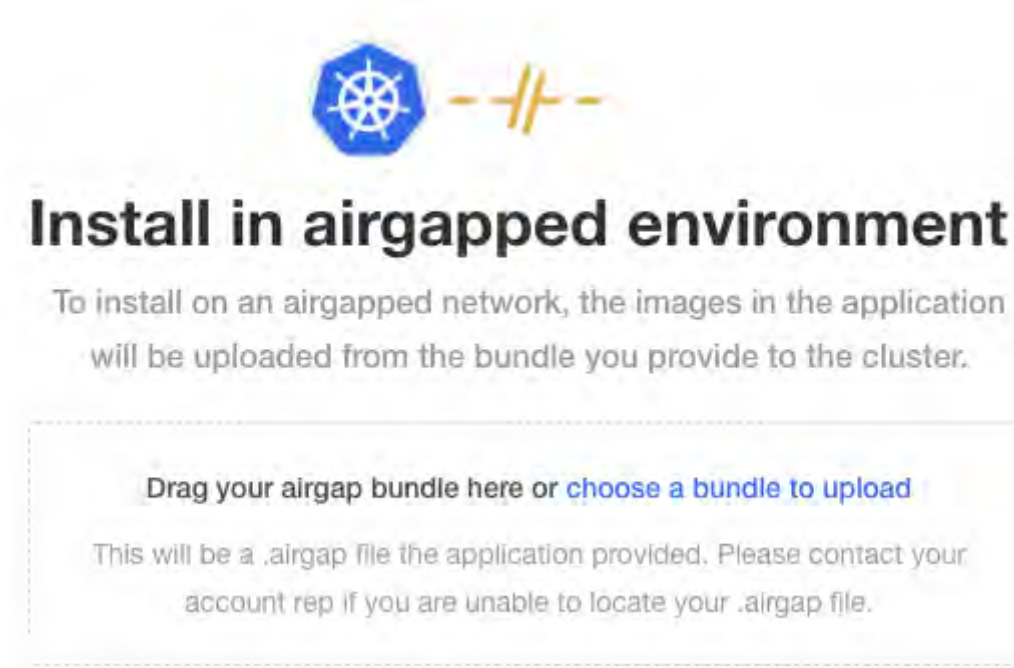 Install in airgapped environment
To install on an airgapped network, the images in the application
will be uploaded from the bundle you provide to the cluster.
Drag your airgap bundle here or choose a bundle to upload
This will be a .airgap file the application provided. Please contact your
account rep if you are unable to locate your .airgap file.